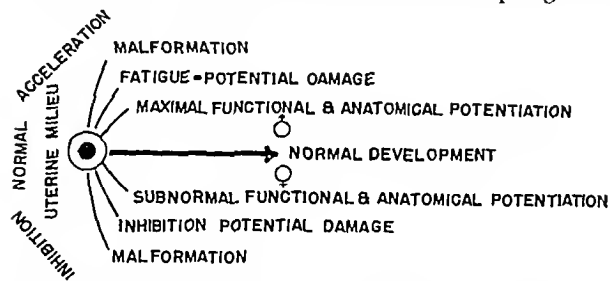 ACCELERATION
MALFORMATION
FATIGUE=POTENTIAL DAMAGE
MAXIMAL FUNCTIONAL & ANATOMICAL POTENTIATION
NORMAL
UTERINE MILIEU
♂
NORMAL DEVELOPMENT
♀
SUBNORMAL FUNCTIONAL & ANATOMICAL POTENTIATION
INHIBITION POTENTIAL DAMAGE
MALFORMATION
INHIBITION